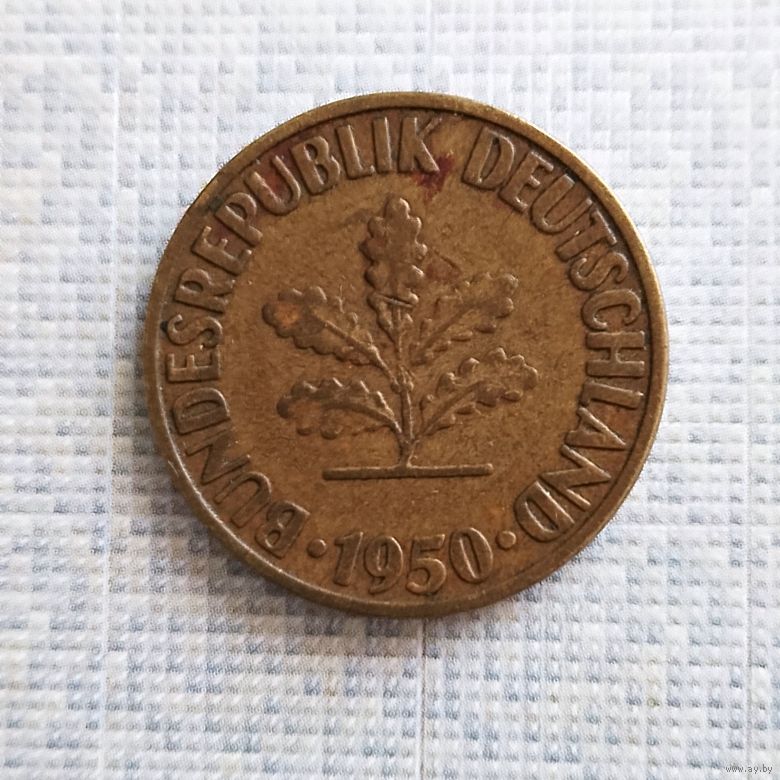 BUNDESREPUBLIK DEUTSCHLAND
· 1950 ·
www.ay.by